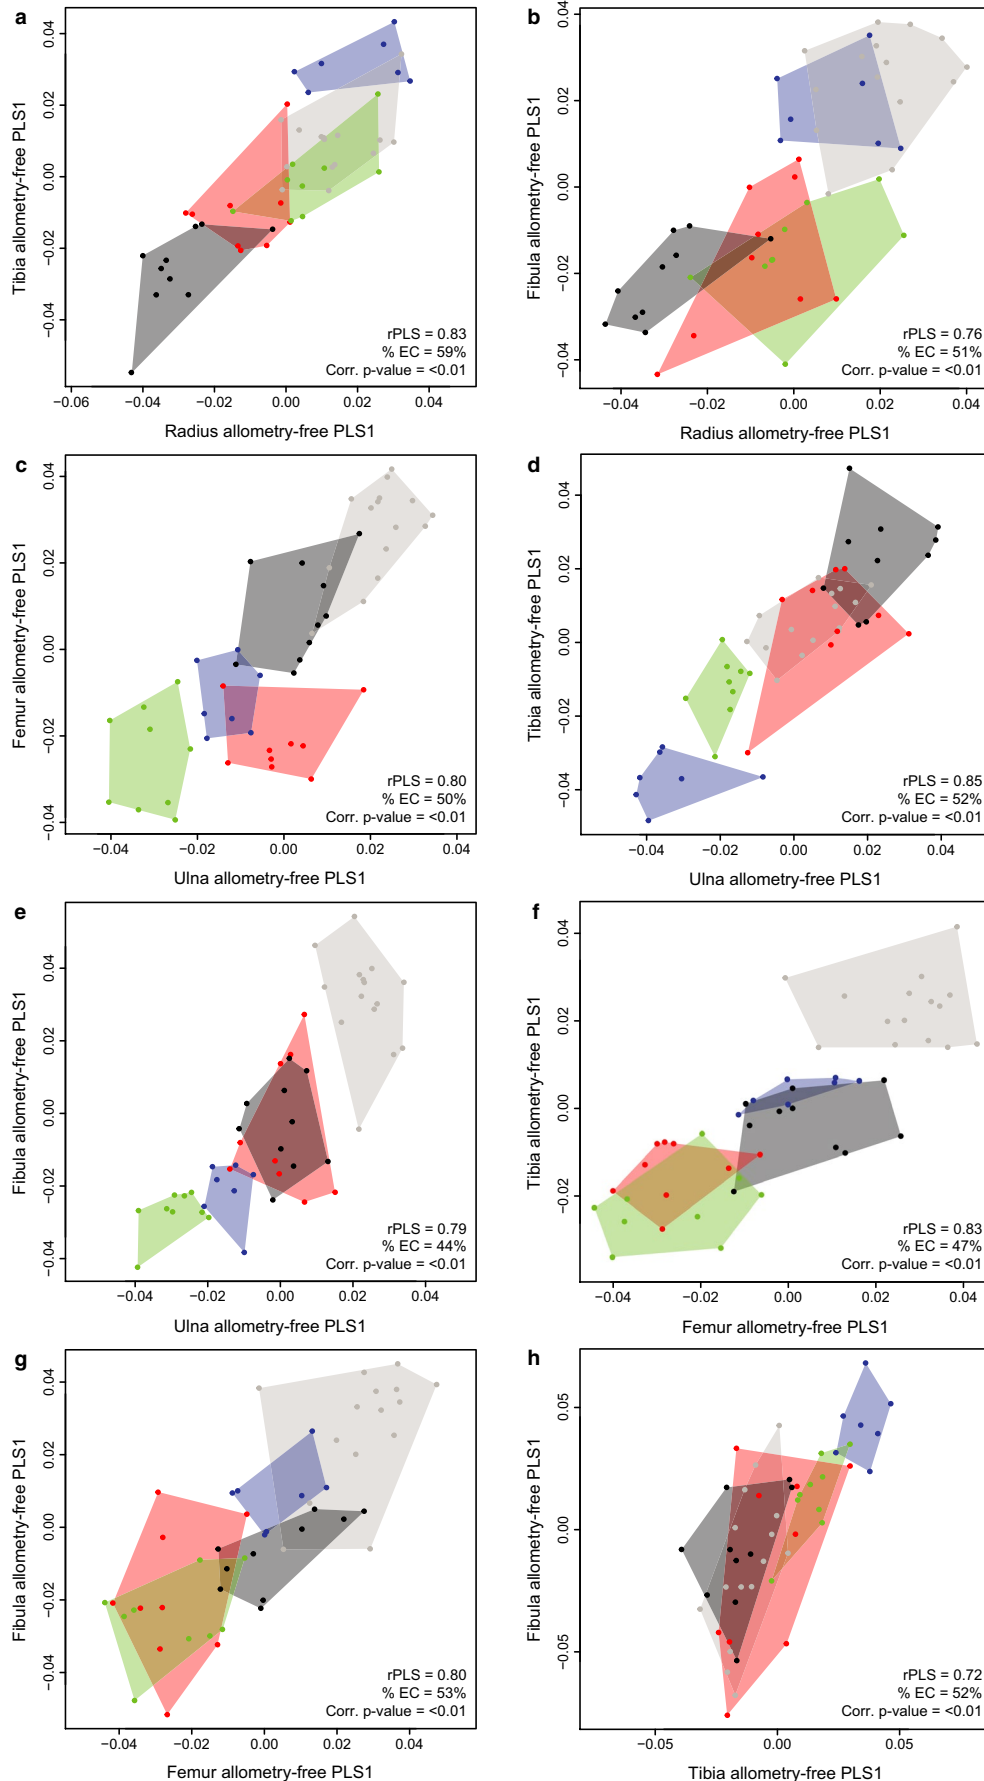 a
Tibia allometry-free PLS1
0.04
0.02
0.00
−0.02
−0.04
rPLS = 0.83
% EC = 59%
Corr. p-value = <0.01
−0.06 −0.04 −0.02 0.00 0.02 0.04
Radius allometry-free PLS1
b
Fibula allometry-free PLS1
0.04
0.02
0.00
−0.02
−0.04
rPLS = 0.76
% EC = 51%
Corr. p-value = <0.01
−0.04 −0.02 0.00 0.02 0.04
Radius allometry-free PLS1
c
Femur allometry-free PLS1
0.04
0.02
0.00
−0.02
−0.04
rPLS = 0.80
% EC = 50%
Corr. p-value = <0.01
−0.04 −0.02 0.00 0.02 0.04
Ulna allometry-free PLS1
d
Tibia allometry-free PLS1
0.04
0.02
0.00
−0.02
−0.04
rPLS = 0.85
% EC = 52%
Corr. p-value = <0.01
−0.04 −0.02 0.00 0.02 0.04
Ulna allometry-free PLS1
e
Fibula allometry-free PLS1
0.04
0.02
0.00
−0.02
−0.04
rPLS = 0.79
% EC = 44%
Corr. p-value = <0.01
−0.04 −0.02 0.00 0.02 0.04
Ulna allometry-free PLS1
f
Tibia allometry-free PLS1
0.04
0.02
0.00
−0.02
rPLS = 0.83
% EC = 47%
Corr. p-value = <0.01
−0.04 −0.02 0.00 0.02 0.04
Femur allometry-free PLS1
g
Fibula allometry-free PLS1
0.04
0.02
0.00
−0.02
−0.04
rPLS = 0.80
% EC = 53%
Corr. p-value = <0.01
−0.04 −0.02 0.00 0.02 0.04
Femur allometry-free PLS1
h
Fibula allometry-free PLS1
0.05
0.00
−0.05
rPLS = 0.72
% EC = 52%
Corr. p-value = <0.01
−0.05 0.00 0.05
Tibia allometry-free PLS1